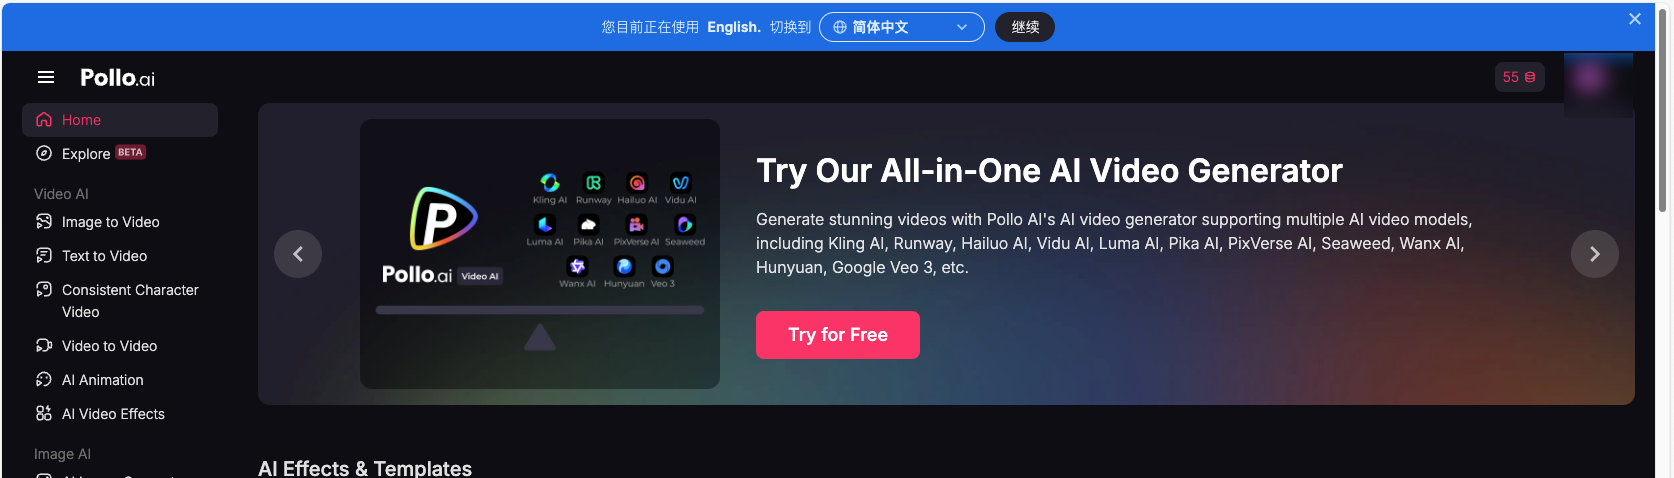 您目前正在使用 English. 切换到 简体中文 继续
Pollo.ai
55
Home
Explore BETA
Video AI
Image to Video
Text to Video
Consistent Character
Video
Video to Video
AI Animation
AI Video Effects
Image AI
Kling AI Runway Hailuo AI Vidu AI
Luma AI Pika AI PixVerse AI Seaweed
Wanx AI Hunyuan Veo 3
Pollo.ai Video AI
Try Our All-in-One AI Video Generator
Generate stunning videos with Pollo AI's AI video generator supporting multiple AI video models,
including Kling AI, Runway, Hailuo AI, Vidu AI, Luma AI, Pika AI, PixVerse AI, Seaweed, Wanx AI,
Hunyuan, Google Veo 3, etc.
Try for Free
AI Effects & Templates